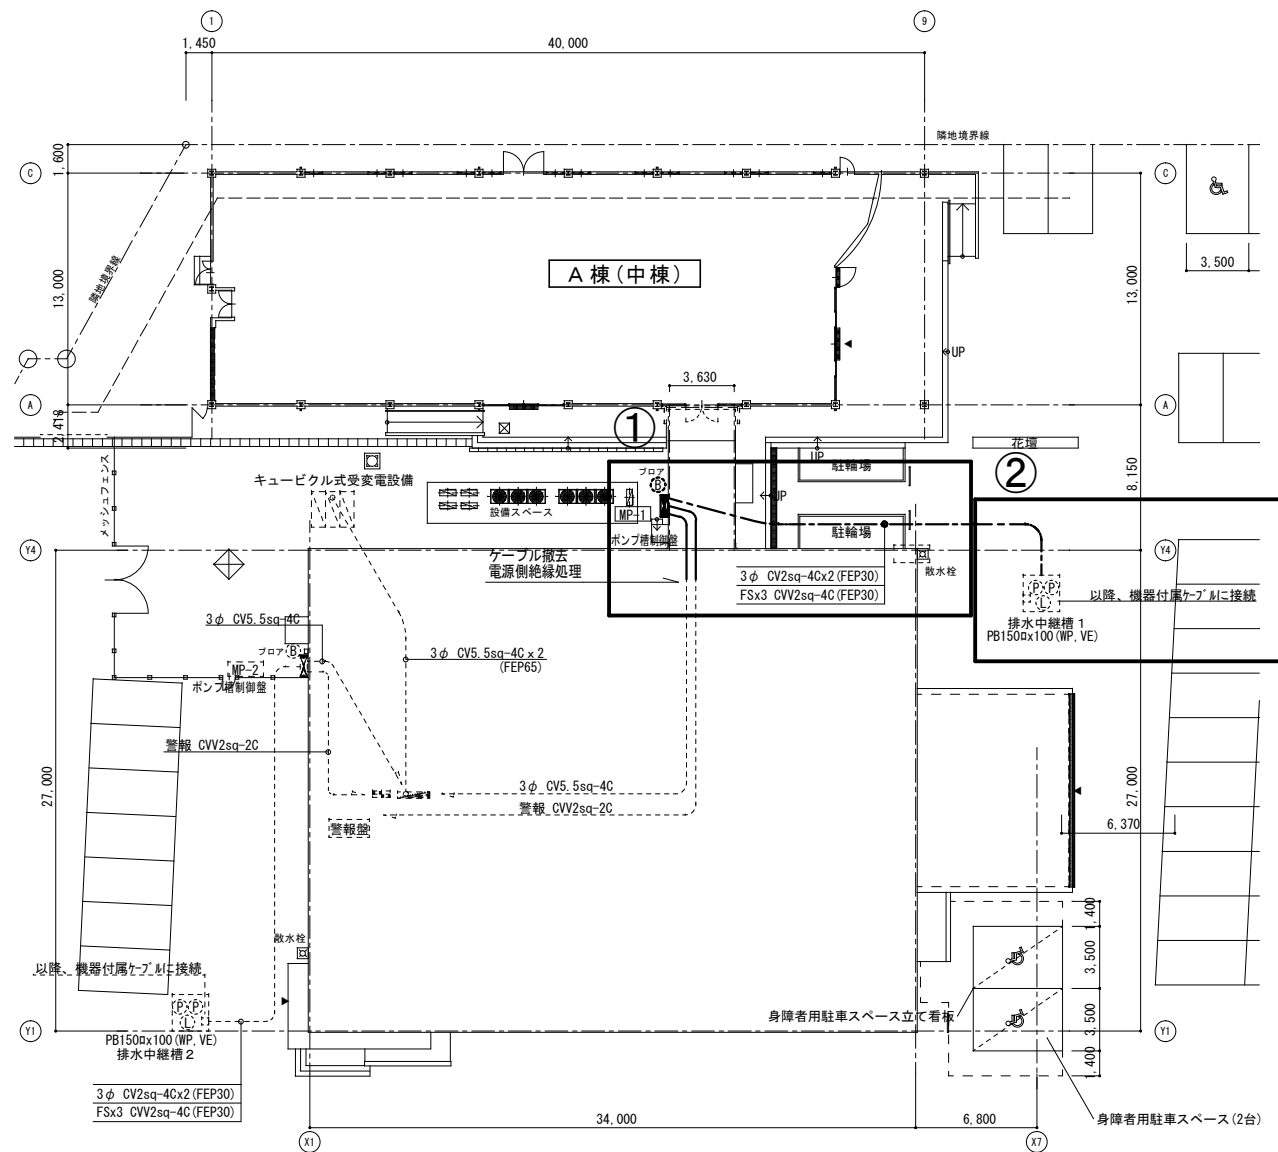 1
9
1,450
40,000
隣地境界線
1,600
C
C
3,500
隣地境界線
13,000
A棟(中棟)
13,000
UP
3,630
A
A
2,418
①
②
花壇
UP
駐輪場
メッシュフェンス
キュービクル式受変電設備
ブロア
B
UP
8,150
設備スペース
MP-1
ポンプ槽制御盤
駐輪場
Y4
Y4
ケーブル撤去
電源側絶縁処理
散水栓
3φ CV2sq-4Cx2(FEP30)
FSx3 CVV2sq-4C(FEP30)
P P
L
以降、機器付属ケーブルに接続
排水中継槽1
PB150□x100(WP,VE)
3φ CV5.5sq-4C
ブロア
B
MP-2
ポンプ槽制御盤
3φ CV5.5sq-4Cx2
(FEP65)
警報 CVV2sq-2C
27,000
3φ CV5.5sq-4C
警報 CVV2sq-2C
警報盤
27,000
6,370
散水栓
以降、機器付属ケーブルに接続
P P
L
1,400
3,500
3,500
1,400
身障者用駐車スペース立て看板
Y1
Y1
PB150□x100(WP,VE)
排水中継槽2
3φ CV2sq-4Cx2(FEP30)
FSx3 CVV2sq-4C(FEP30)
34,000
6,800
身障者用駐車スペース(2台)
X1
X7